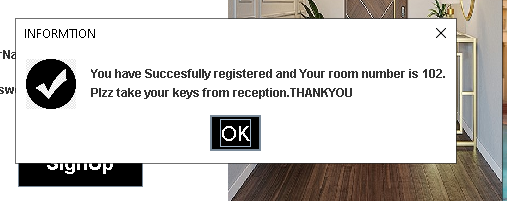 INFORMTION
You have Succesfully registered and Your room number is 102.
Plzz take your keys from reception.THANKYOU
OK
SignUp